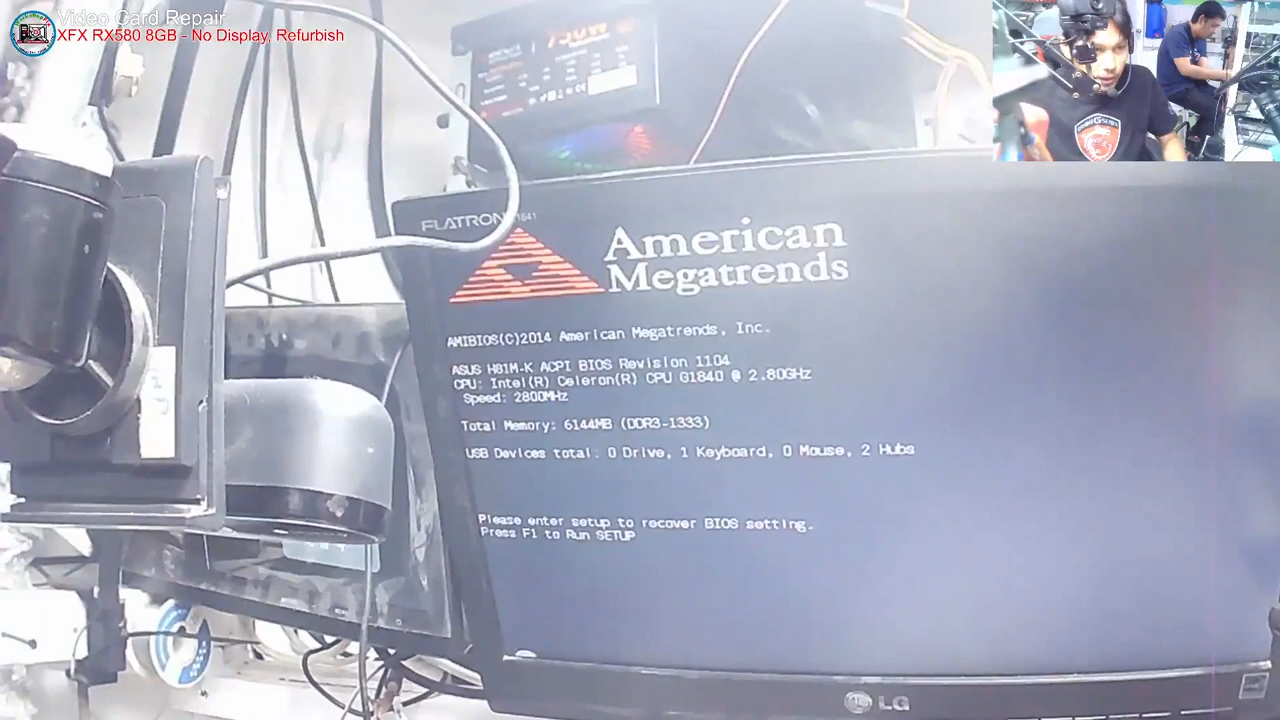 Video Card Repair
XFX RX580 8GB - No Display, Refurbish
750W
FLATRON
American
Megatrends
AMIBIOS(C)2014 American Megatrends, Inc.
ASUS H81M-K ACPI BIOS Revision 1104
CPU: Intel(R) Celeron(R) CPU G1840 @ 2.80GHz
Speed: 2800MHz
Total Memory: 6144MB (DDR3-1333)
USB Devices total: 0 Drive, 1 Keyboard, 0 Mouse, 2 Hubs
Please enter setup to recover BIOS setting.
Press F1 to Run SETUP
LG